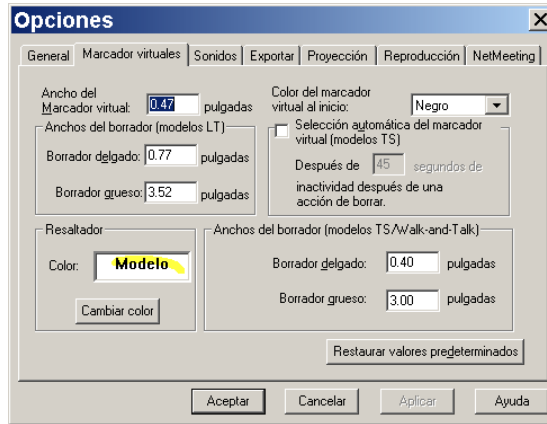 Opciones
General Marcador virtuales Sonidos Exportar Proyección Reproducción NetMeeting
Ancho del
Marcador virtual: 0.47 pulgadas
Color del marcador
virtual al inicio: Negro
Anchos del borrador (modelos LT)
Borrador delgado: 0.77 pulgadas
Borrador grueso: 3.52 pulgadas
Selección automática del marcador
virtual (modelos TS)
Después de 45 segundos de
inactividad después de una
acción de borrar.
Resaltador
Color: Modelo
Cambiar color
Anchos del borrador (modelos TS/Walk-and-Talk)
Borrador delgado: 0.40 pulgadas
Borrador grueso: 3.00 pulgadas
Restaurar valores predeterminados
Aceptar Cancelar Aplicar Ayuda